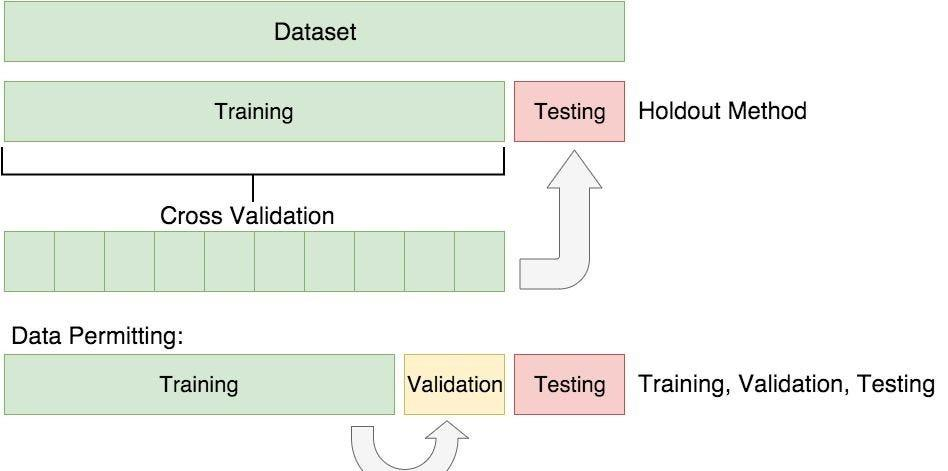 Dataset
Training Testing Holdout Method
Cross Validation
Data Permitting:
Training Validation Testing Training, Validation, Testing